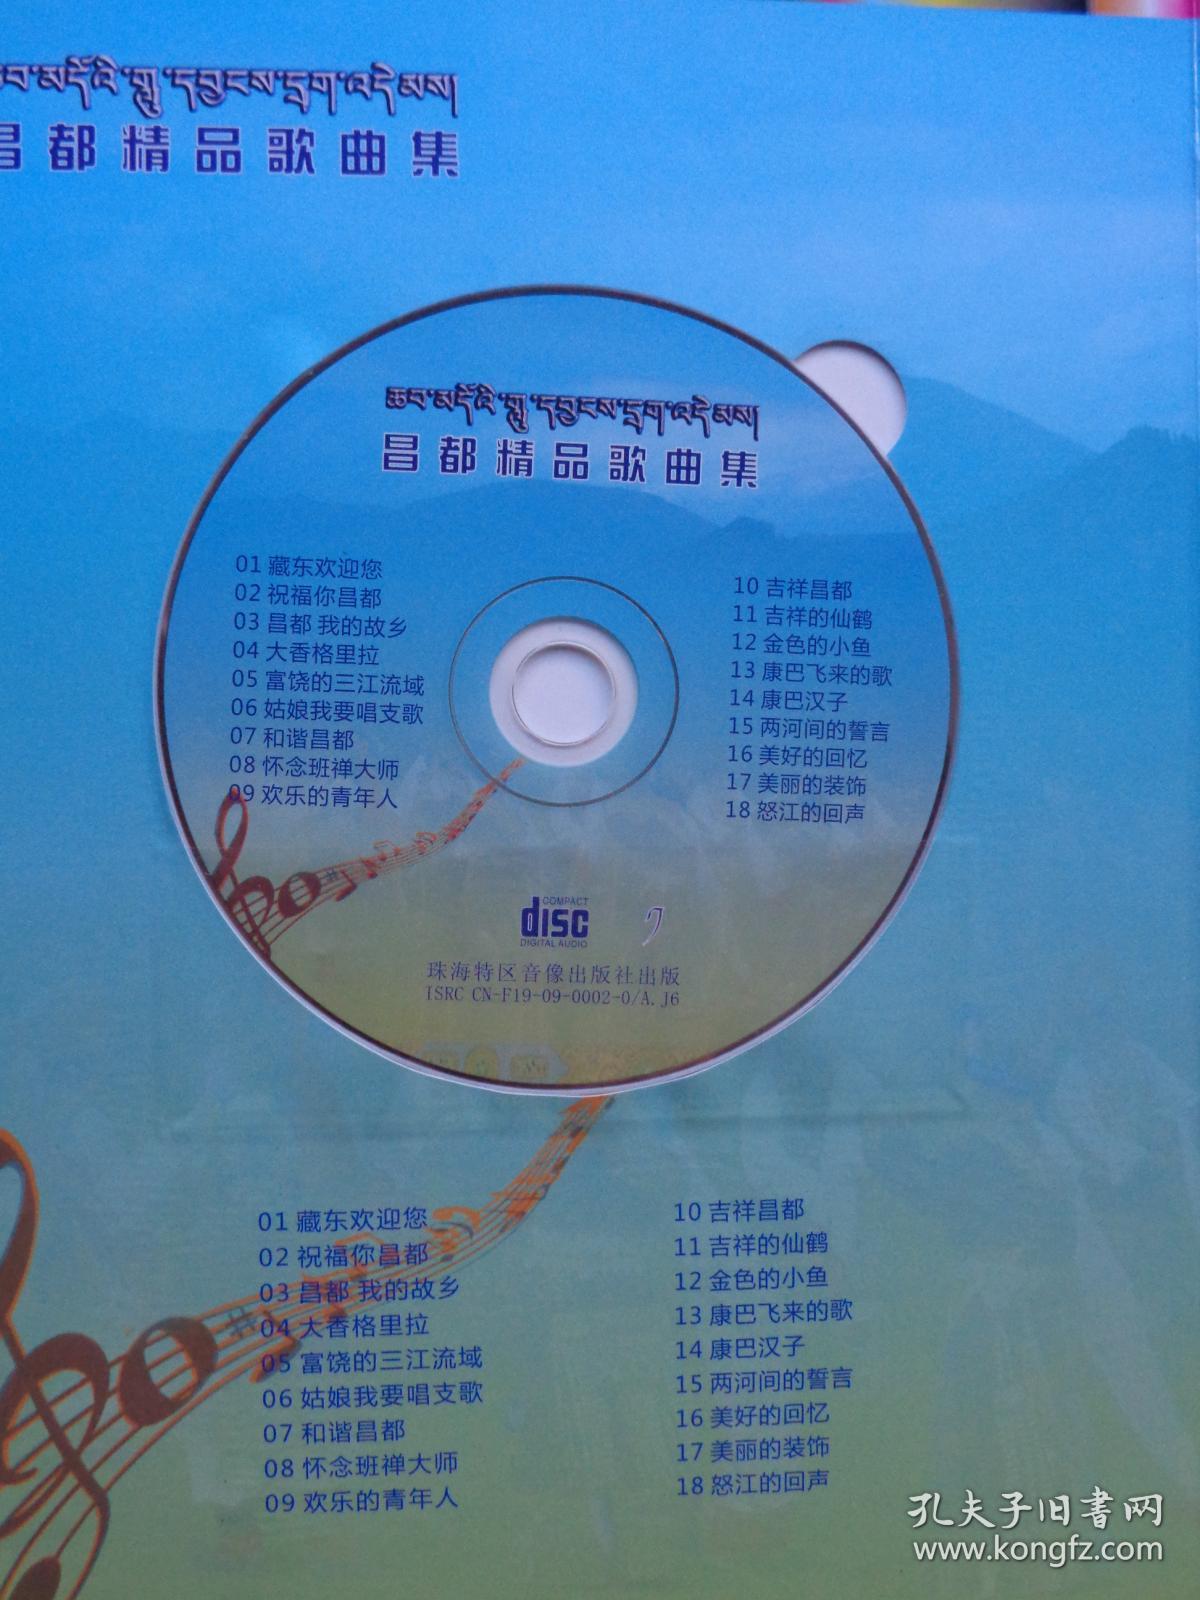 ཆབ་མདོའི་གླུ་དབྱངས་དྲག་འདེམས།
昌都精品歌曲集
ཆབ་མདོའི་གླུ་དབྱངས་དྲག་འདེམས།
昌都精品歌曲集
01 藏东欢迎您
02 祝福你昌都
03 昌都 我的故乡
04 大香格里拉
05 富饶的三江流域
06 姑娘我要唱支歌
07 和谐昌都
08 怀念班禅大师
09 欢乐的青年人
10 吉祥昌都
11 吉祥的仙鹤
12 金色的小鱼
13 康巴飞来的歌
14 康巴汉子
15 两河间的誓言
16 美好的回忆
17 美丽的装饰
18 怒江的回声
COMPACT
disc
DIGITAL AUDIO
珠海特区音像出版社出版
ISRC CN-F19-09-0002-0/A.J6
01 藏东欢迎您
02 祝福你昌都
03 昌都 我的故乡
04 大香格里拉
05 富饶的三江流域
06 姑娘我要唱支歌
07 和谐昌都
08 怀念班禅大师
09 欢乐的青年人
10 吉祥昌都
11 吉祥的仙鹤
12 金色的小鱼
13 康巴飞来的歌
14 康巴汉子
15 两河间的誓言
16 美好的回忆
17 美丽的装饰
18 怒江的回声
孔夫子旧书网
www.kongfz.com